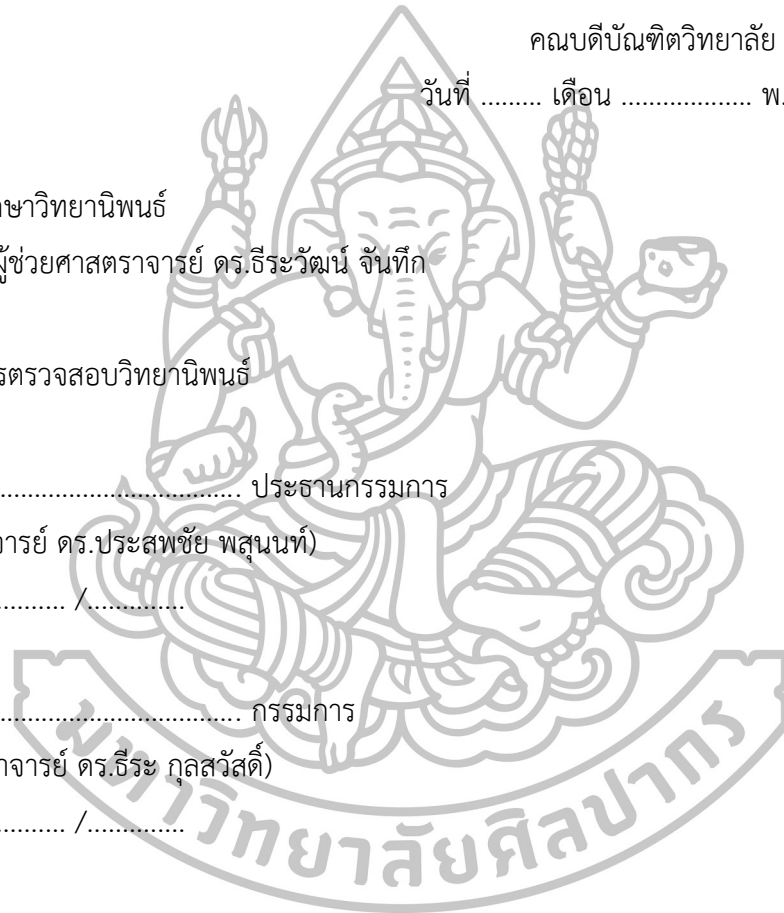 คณบดีบัณฑิตวิทยาลัย
วันที่ ......... เดือน ................... พ.
ษาวิทยานิพนธ์
ผู้ช่วยศาสตราจารย์ ดร.ธีระวัฒน์ จันทึก
รตรวจสอบวิทยานิพนธ์
................................... ประธานกรรมการ
จารย์ ดร.ประสพชัย พสุนนท์)
.......... /..............
................................... กรรมการ
าจารย์ ดร.ธีระ กุลสวัสดิ์)
.......... /..............
มหาวิทยาลัยศิลปากร